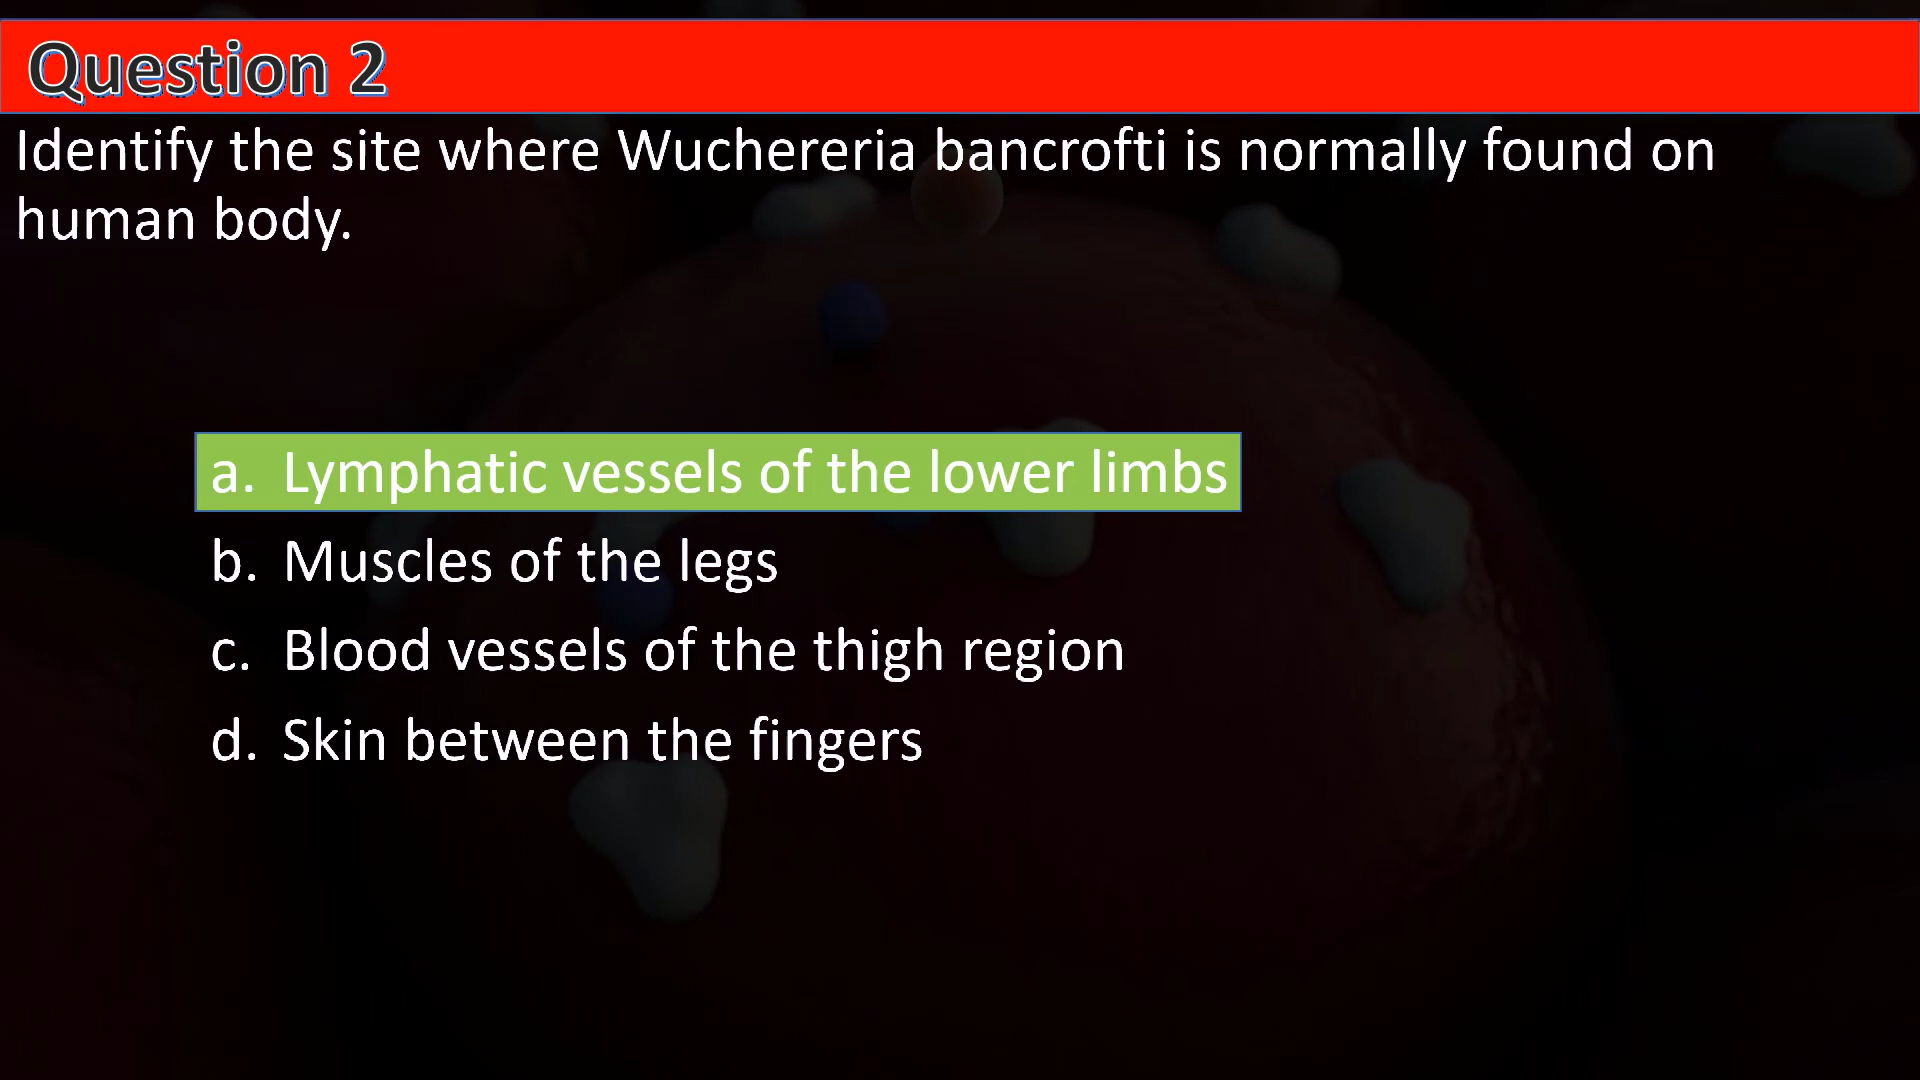 Question 2
Identify the site where Wuchereria bancrofti is normally found on
human body.
a. Lymphatic vessels of the lower limbs
b. Muscles of the legs
c. Blood vessels of the thigh region
d. Skin between the fingers